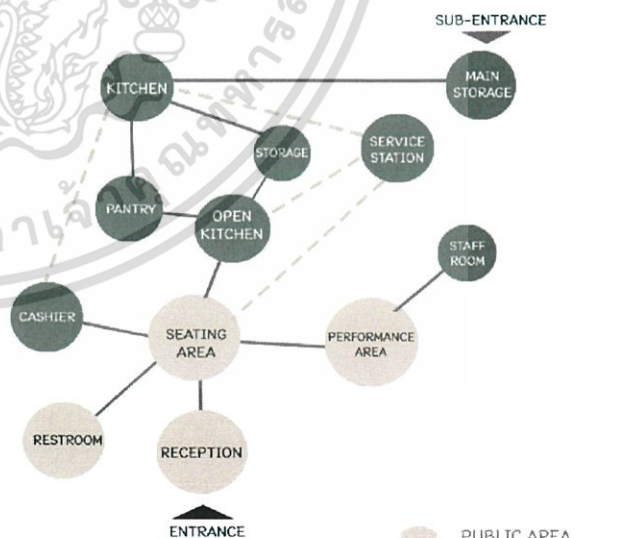 SUB-ENTRANCE
KITCHEN
MAIN
STORAGE
STORAGE
SERVICE
STATION
PANTRY
OPEN
KITCHEN
STAFF
ROOM
CASHIER
SEATING
AREA
PERFORMANCE
AREA
RESTROOM
RECEPTION
ENTRANCE
PUBLIC AREA